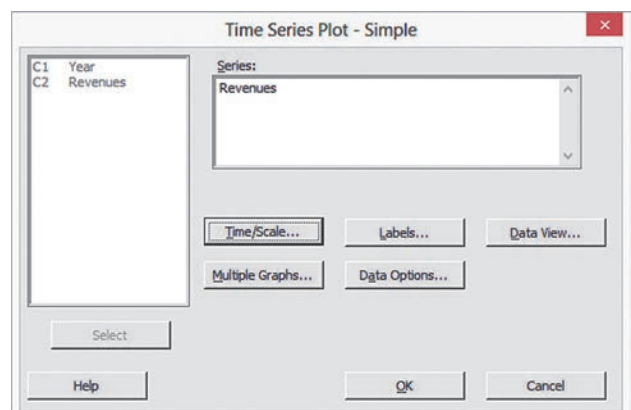 Time Series Plot - Simple
C1 Year
C2 Revenues
Series:
Revenues
Time/Scale...
Labels...
Data View...
Multiple Graphs...
Data Options...
Select
Help
OK
Cancel